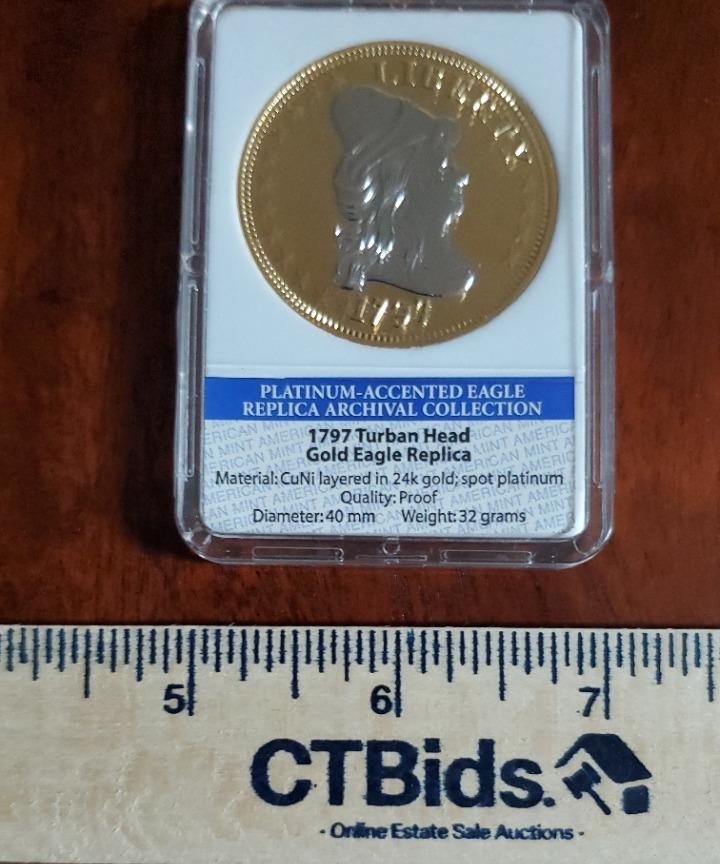 LIBERTY
1797
PLATINUM-ACCENTED EAGLE
REPLICA ARCHIVAL COLLECTION
1797 Turban Head
Gold Eagle Replica
Material: CuNi layered in 24k gold; spot platinum
Quality: Proof
Diameter: 40 mm Weight: 32 grams
5 6 7
CTBids.
- Online Estate Sale Auctions -